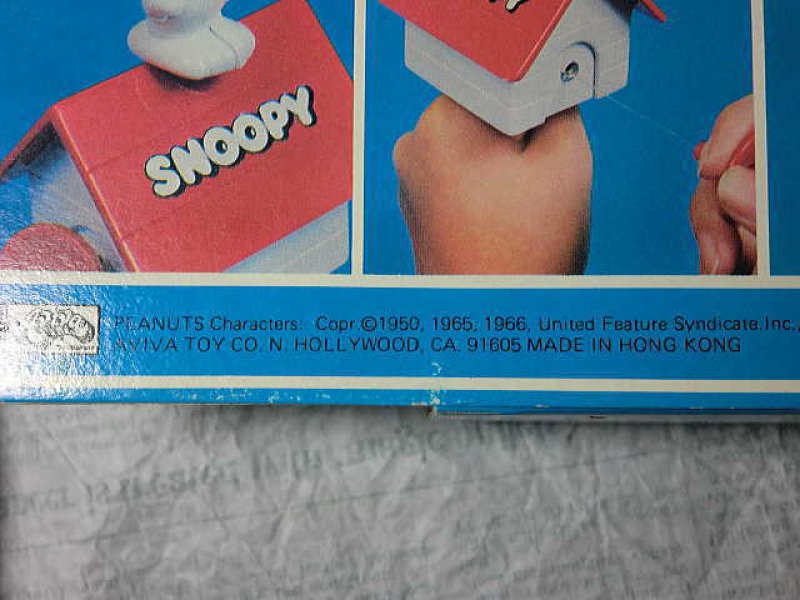 SNOOPY
PEANUTS Characters: Copr.©1950, 1965, 1966, United Feature Syndicate.Inc.,
AVIVA TOY CO. N. HOLLYWOOD, CA. 91605 MADE IN HONG KONG